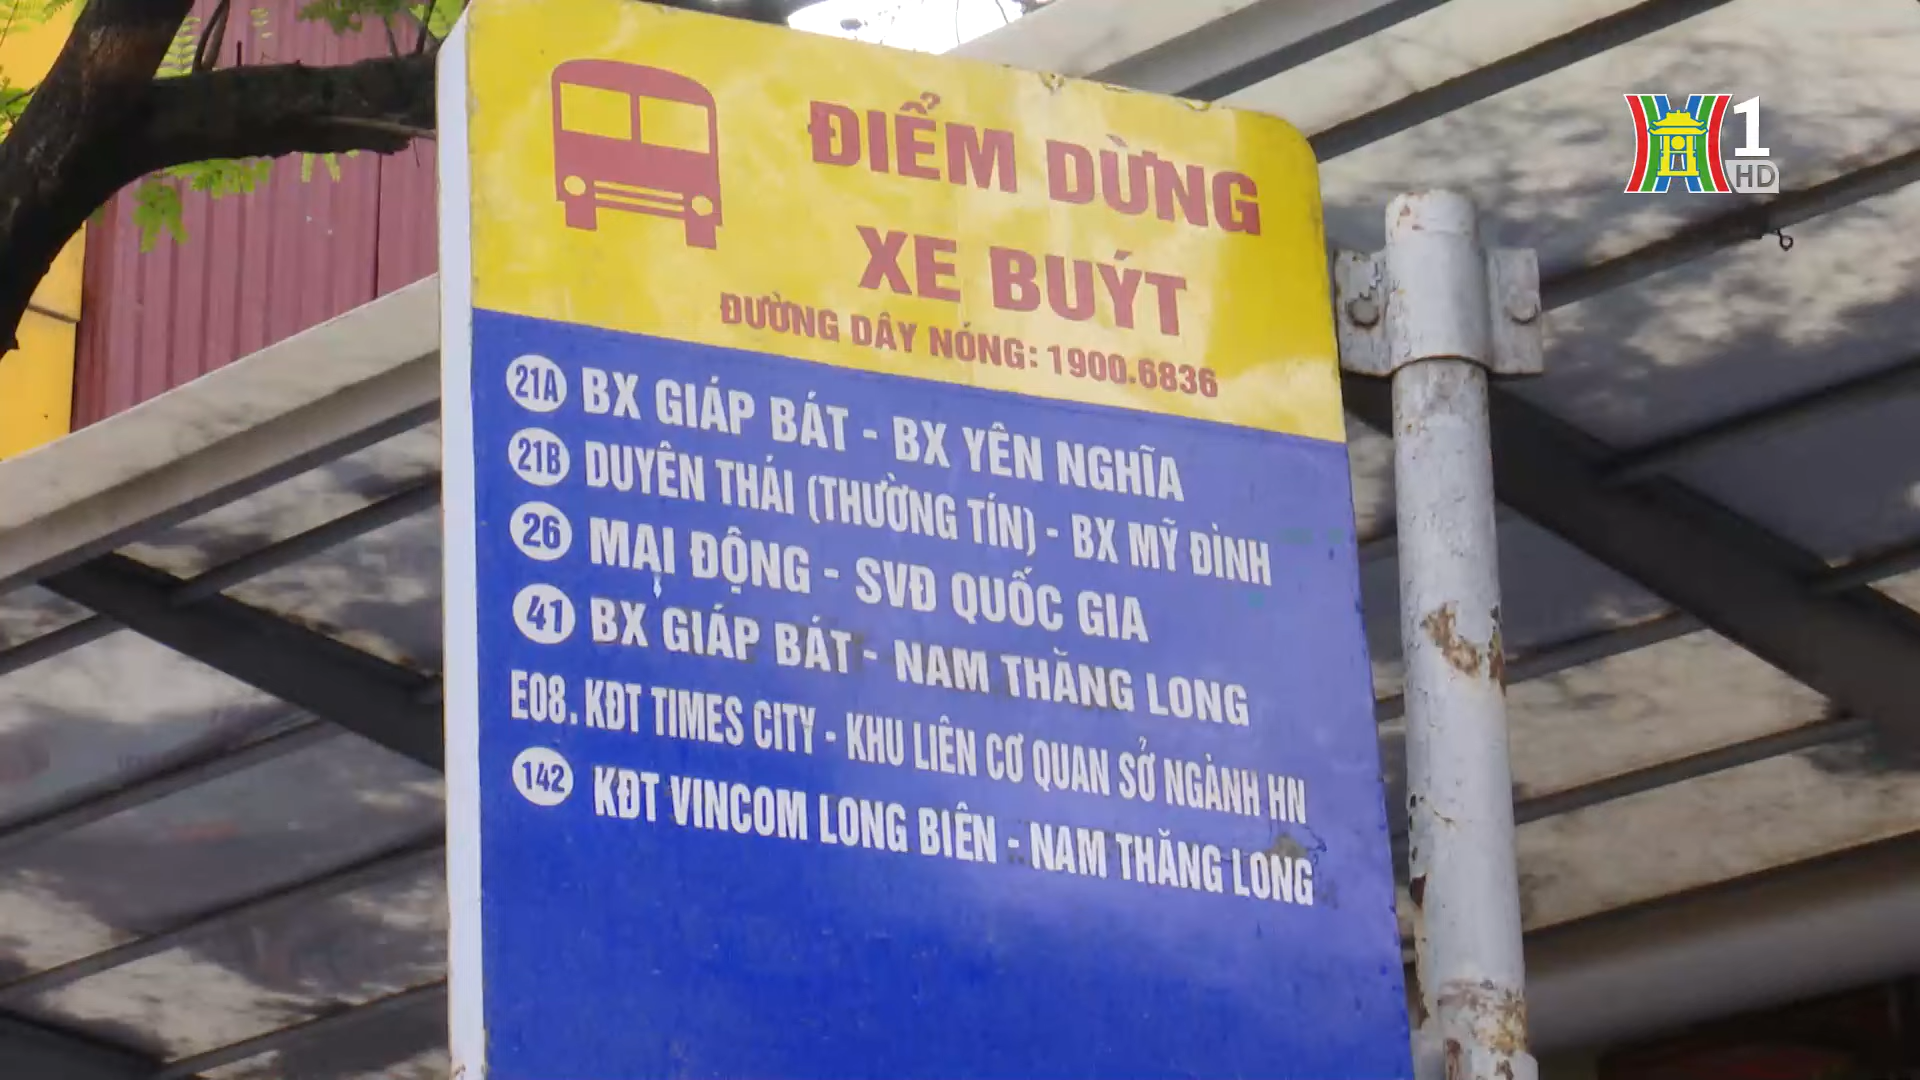 1
HD
ĐIỂM DỪNG
XE BUÝT
ĐƯỜNG DÂY NÓNG: 1900.6836
21A BX GIÁP BÁT - BX YÊN NGHĨA
21B DUYÊN THÁI (THƯỜNG TÍN) - BX MỸ ĐÌNH
26 MAI ĐỘNG - SVĐ QUỐC GIA
41 BX GIÁP BÁT - NAM THĂNG LONG
E08. KĐT TIMES CITY - KHU LIÊN CƠ QUAN SỞ NGÀNH HN
142 KĐT VINCOM LONG BIÊN - NAM THĂNG LONG